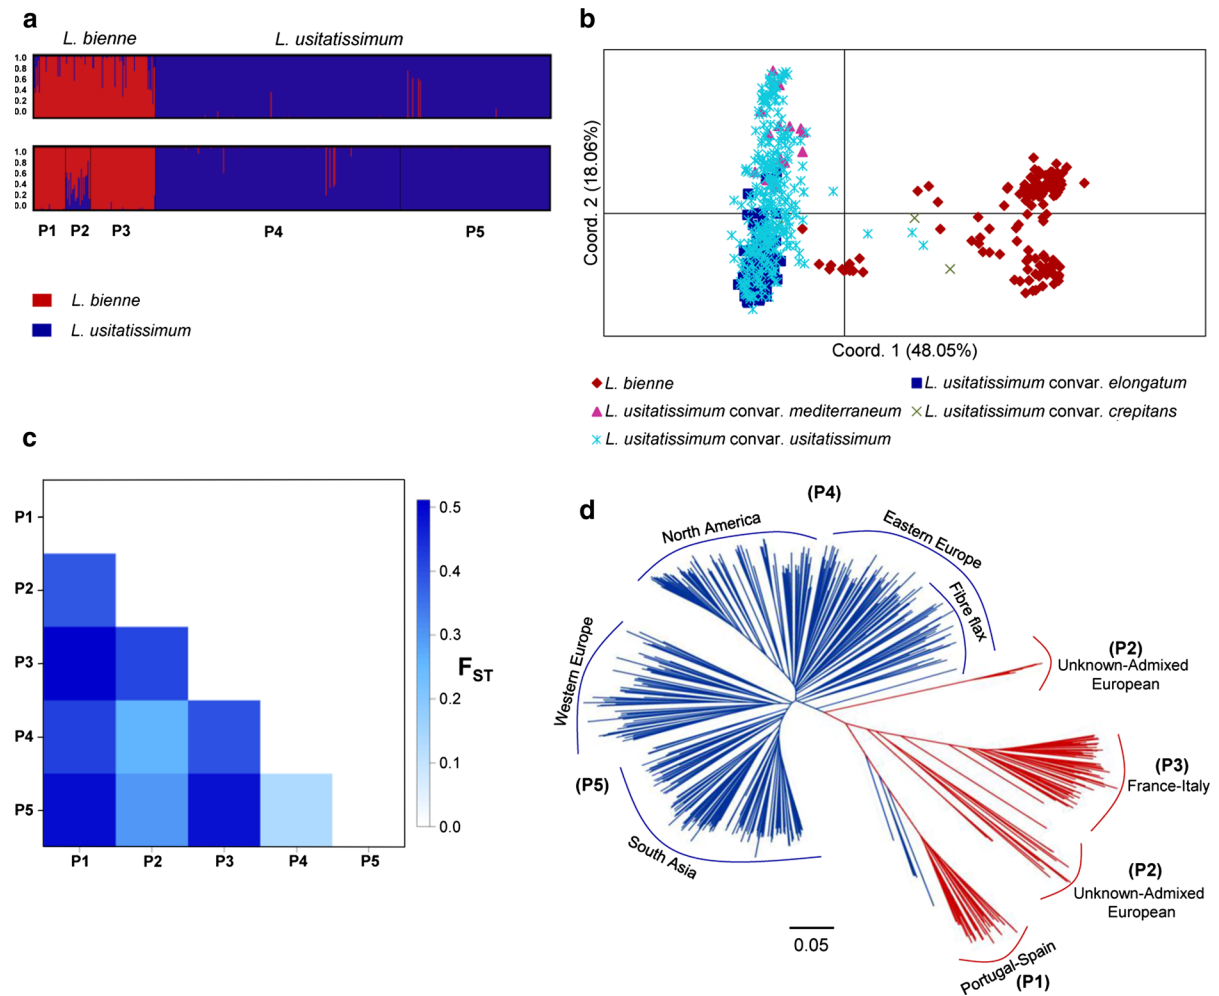 a
L. bienne
L. usitatissimum
1.0
0.8
0.6
0.4
0.2
0.0
1.0
0.8
0.6
0.4
0.2
0.0
P1
P2
P3
P4
P5
L. bienne
L. usitatissimum
b
Coord. 2 (18.06%)
Coord. 1 (48.05%)
L. bienne
L. usitatissimum convar. elongatum
L. usitatissimum convar. mediterraneum
L. usitatissimum convar. crepitans
L. usitatissimum convar. usitatissimum
c
P1
P2
P3
P4
P5
P1
P2
P3
P4
P5
0.5
0.4
0.3
0.2
0.1
0.0
FST
d
(P4)
North America
Eastern Europe
Fibre flax
Western Europe
(P5)
South Asia
(P2)
Unknown-Admixed
European
(P3)
France-Italy
(P2)
Unknown-Admixed
European
Portugal-Spain
(P1)
0.05